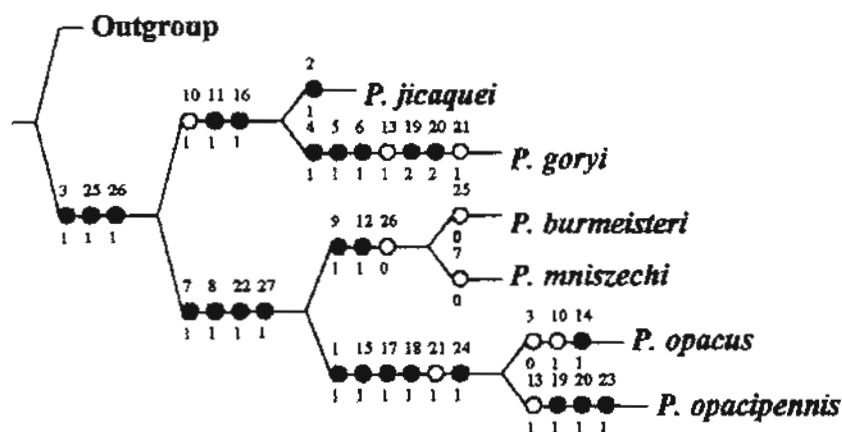 Outgroup
2
10 11 16
P. jicaquei
1
1 1 1
4 5 6 13 19 20 21
P. goryi
1 1 1 1 2 2 1
3 25 26
25
1 1 1
9 12 26
P. burmeisteri
0
7
1 1 0
P. mniszechi
0
7 8 22 27
1 1 1 1
3 10 14
P. opacus
1 15 17 18 21 24
0 1 1
1 1 1 1 1 1
13 19 20 23
P. opacipennis
1 1 1 1